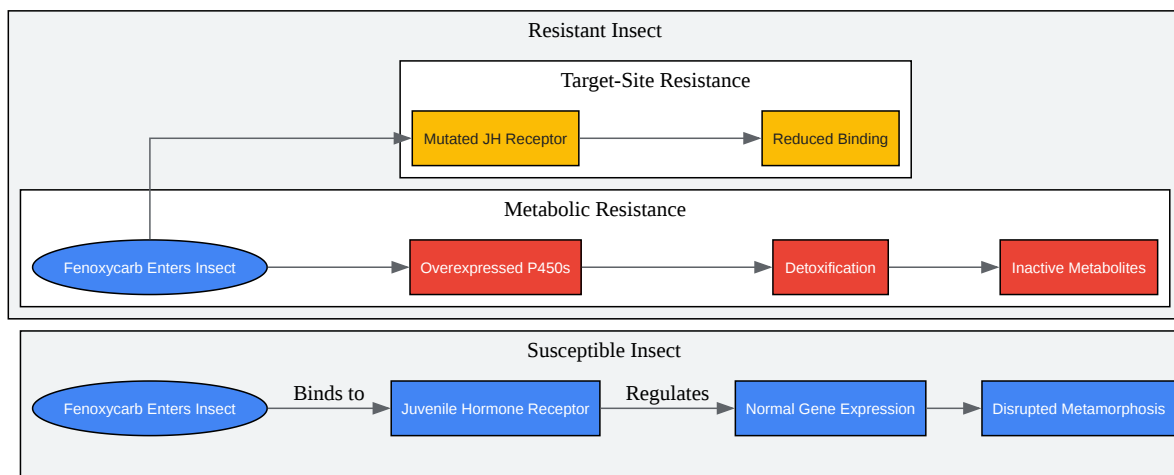 Resistant Insect
Target-Site Resistance
Mutated JH Receptor
Reduced Binding
Metabolic Resistance
Fenoxycarb Enters Insect
Overexpressed P450s
Detoxification
Inactive Metabolites
Susceptible Insect
Fenoxycarb Enters Insect
Binds to
Juvenile Hormone Receptor
Regulates
Normal Gene Expression
Disrupted Metamorphosis